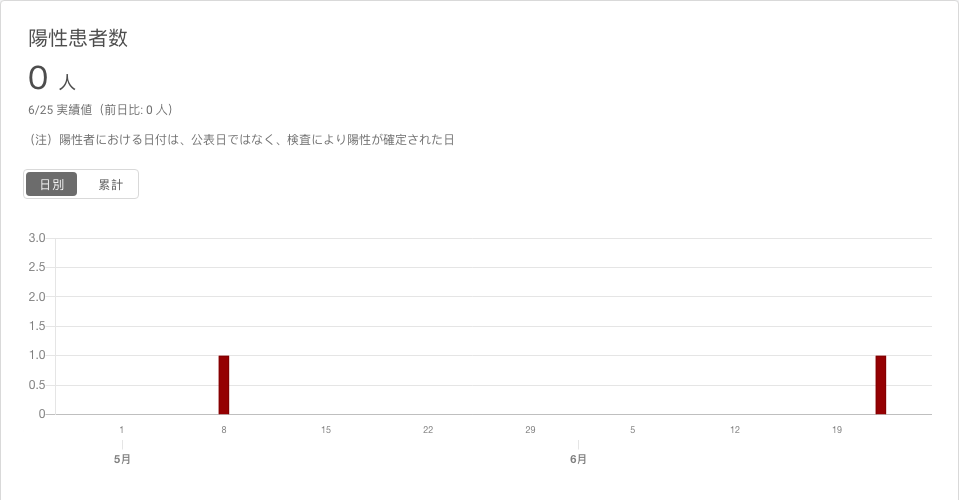 陽性患者数
0 人
6/25 実績値（前日比: 0 人）
（注）陽性者における日付は、公表日ではなく、検査により陽性が確定された日
日別 累計
3.0
2.5
2.0
1.5
1.0
0.5
0
1 8 15 22 29 5 12 19
5月 6月